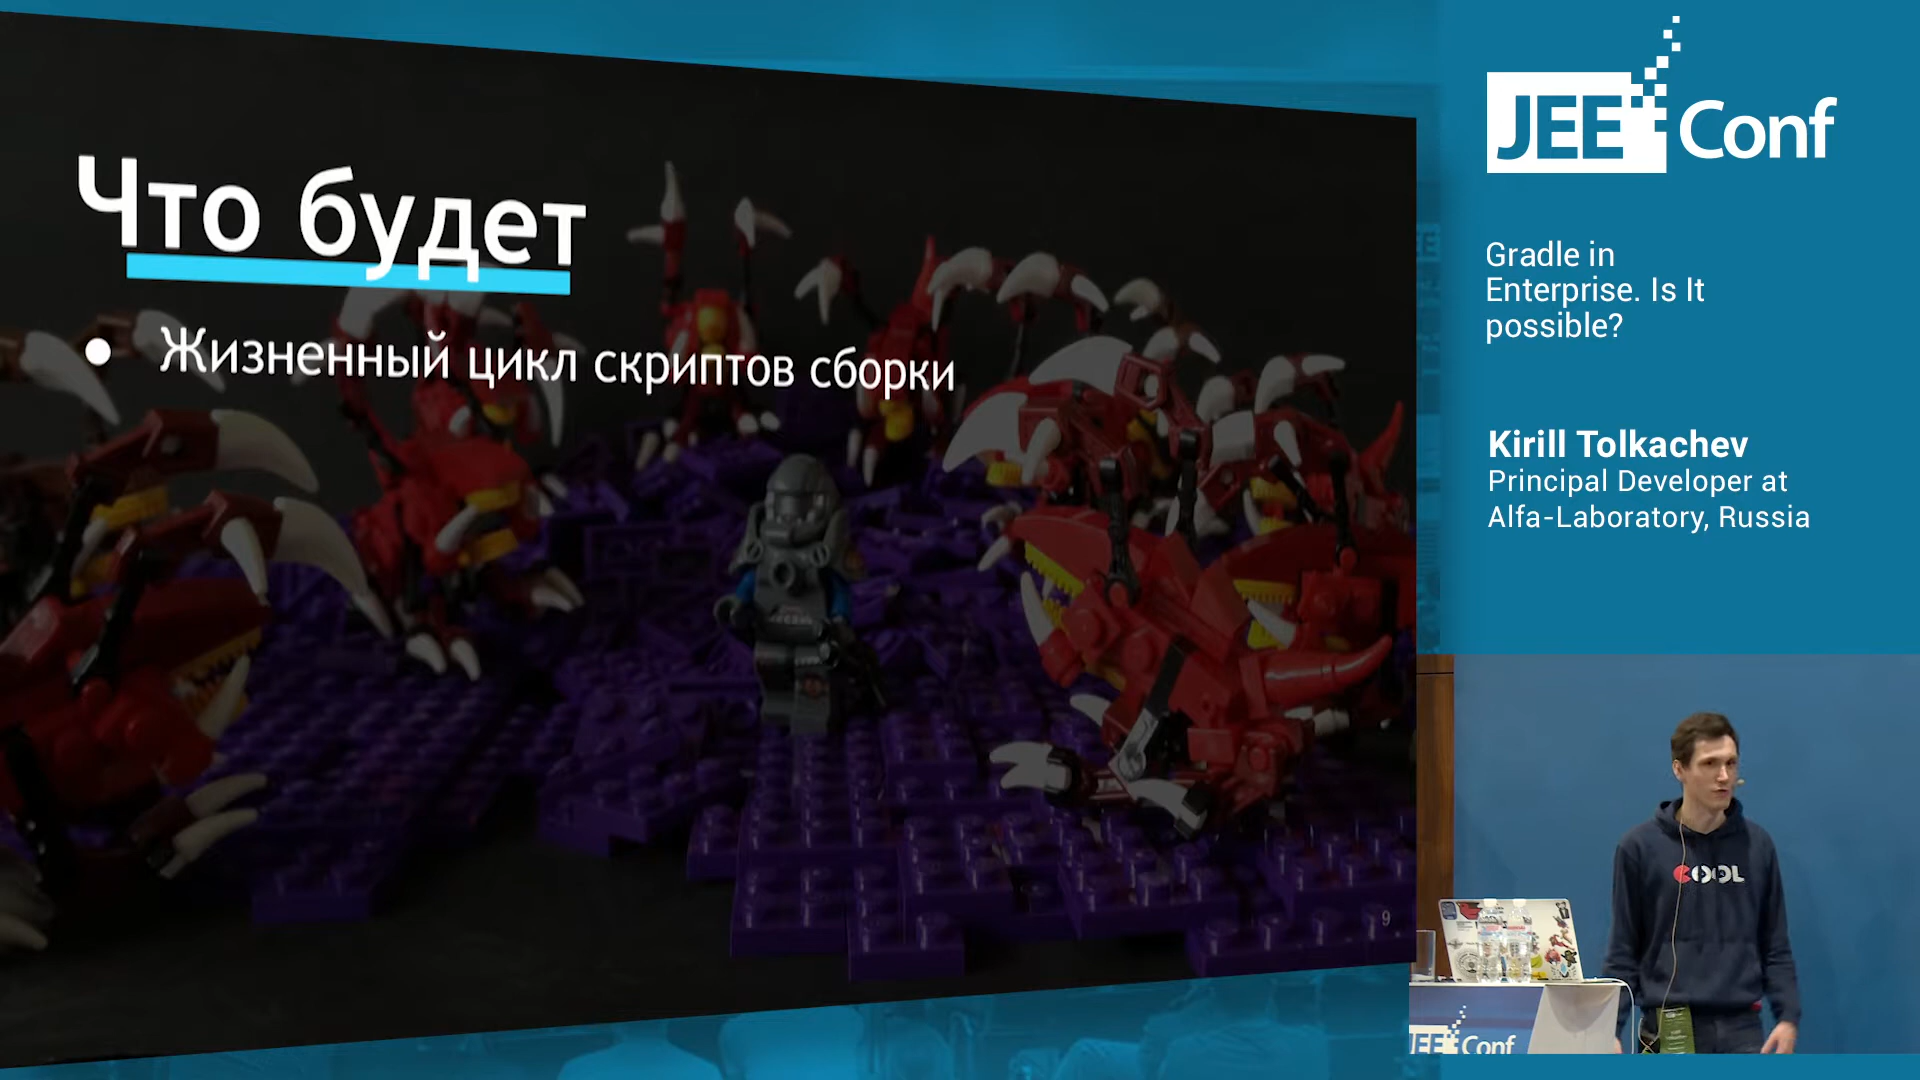 Что будет
• Жизненный цикл скриптов сборки
9
JEE Conf
Gradle in
Enterprise. Is It
possible?
Kirill Tolkachev
Principal Developer at
Alfa-Laboratory, Russia
COOL
JEE Conf